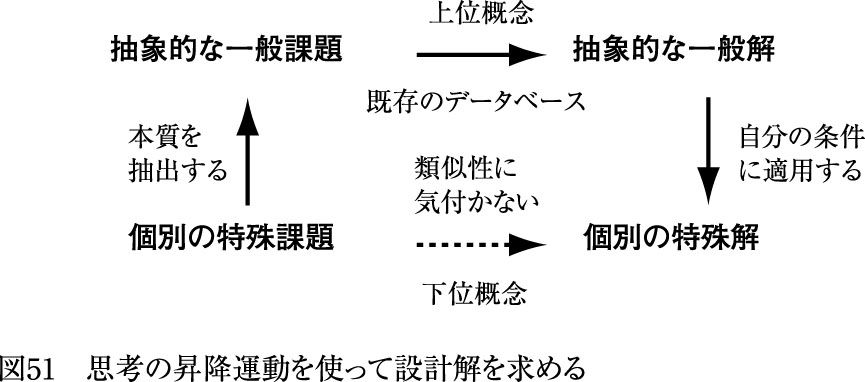 上位概念
抽象的な一般課題
抽象的な一般解
既存のデータベース
本質を
抽出する
類似性に
気付かない
自分の条件
に適用する
個別の特殊課題
個別の特殊解
下位概念
図51　思考の昇降運動を使って設計解を求める